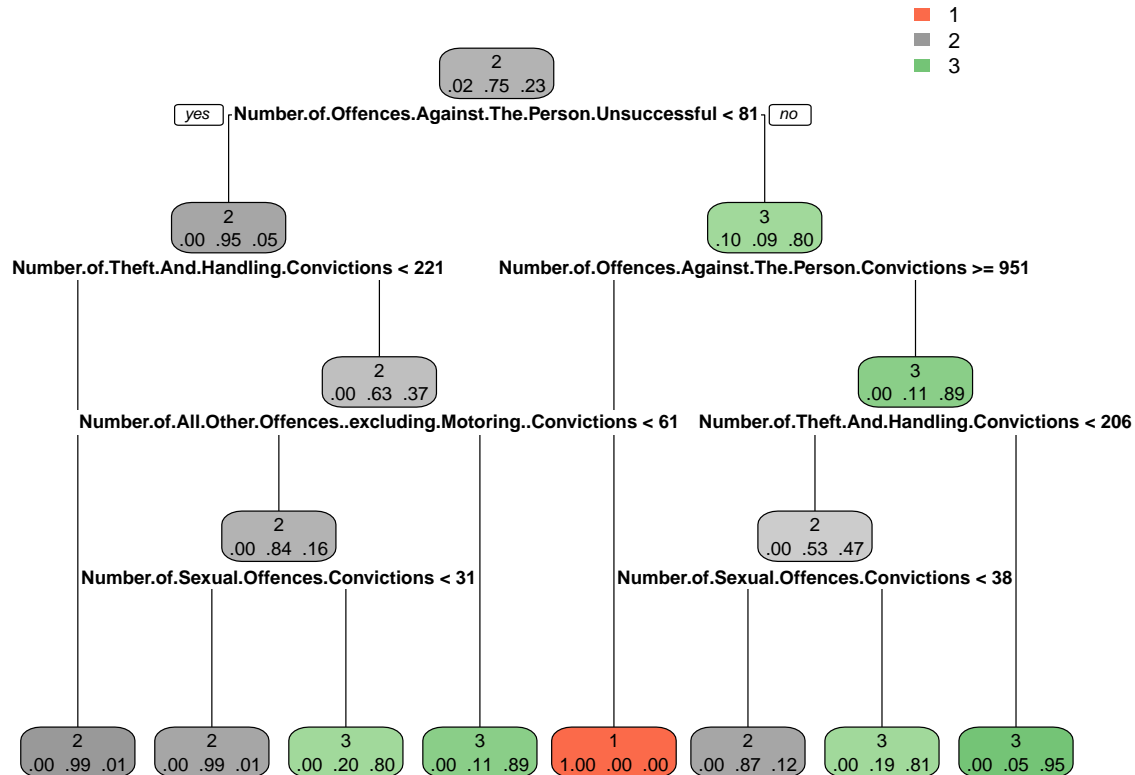 1
2
3
2
.02 .75 .23
yes
Number.of.Offences.Against.The.Person.Unsuccessful < 81
no
2
.00 .95 .05
3
.10 .09 .80
Number.of.Theft.And.Handling.Convictions < 221
Number.of.Offences.Against.The.Person.Convictions >= 951
2
.00 .63 .37
3
.00 .11 .89
Number.of.All.Other.Offences..excluding.Motoring..Convictions < 61
Number.of.Theft.And.Handling.Convictions < 206
2
.00 .84 .16
2
.00 .53 .47
Number.of.Sexual.Offences.Convictions < 31
Number.of.Sexual.Offences.Convictions < 38
2
.00 .99 .01
2
.00 .99 .01
3
.00 .20 .80
3
.00 .11 .89
1
1.00 .00 .00
2
.00 .87 .12
3
.00 .19 .81
3
.00 .05 .95